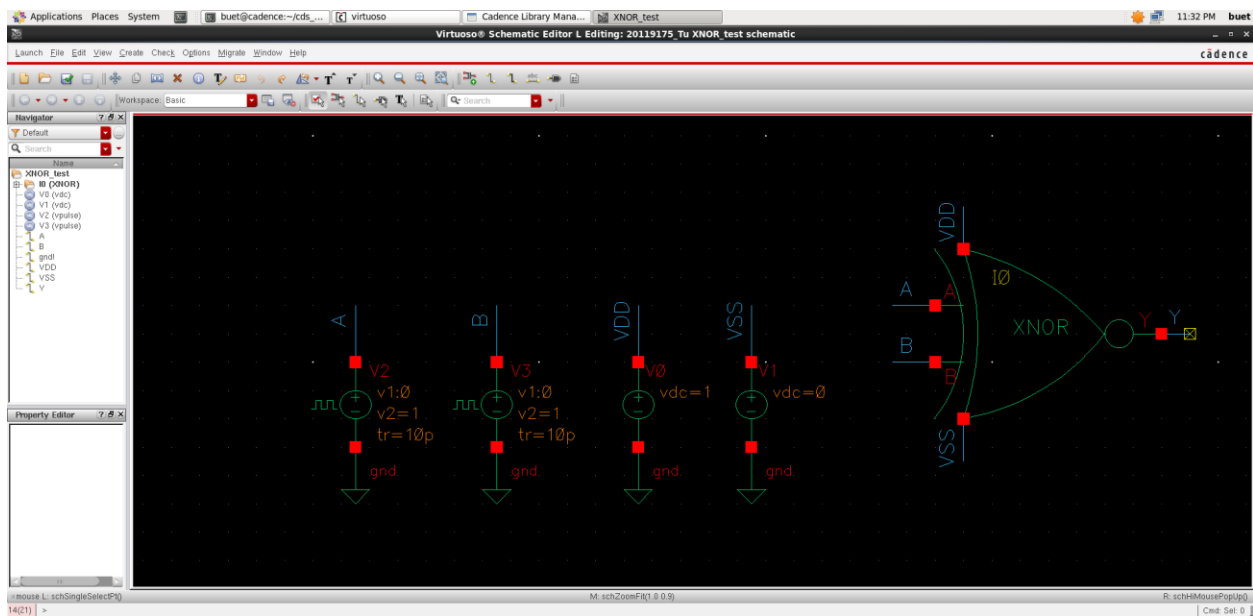 Applications Places System buet@cadence:~/cds_... virtuoso Cadence Library Mana... XNOR_test 11:32 PM buet
Virtuoso® Schematic Editor L Editing: 20119175_Tu XNOR_test schematic
Launch File Edit View Create Check Options Migrate Window Help cādence
Workspace: Basic Search
Navigator
Default
Search
Name
XNOR_test
I0 (XNOR)
V0 (vdc)
V1 (vdc)
V2 (vpulse)
V3 (vpulse)
A
B
gnd!
VDD
VSS
Y
Property Editor
A
V2
v1:0
v2=1
tr=10p
gnd
B
V3
v1:0
v2=1
tr=10p
gnd
VDD
V0
vdc=1
gnd
VSS
V1
vdc=0
gnd
VDD
I0
A A
XNOR
Y Y
B B
VSS
mouse L: schSingleSelectPt() M: schZoomFit(1.0 0.9) R: schHiMousePopUp()
14(21) > Cmd: Sel: 0